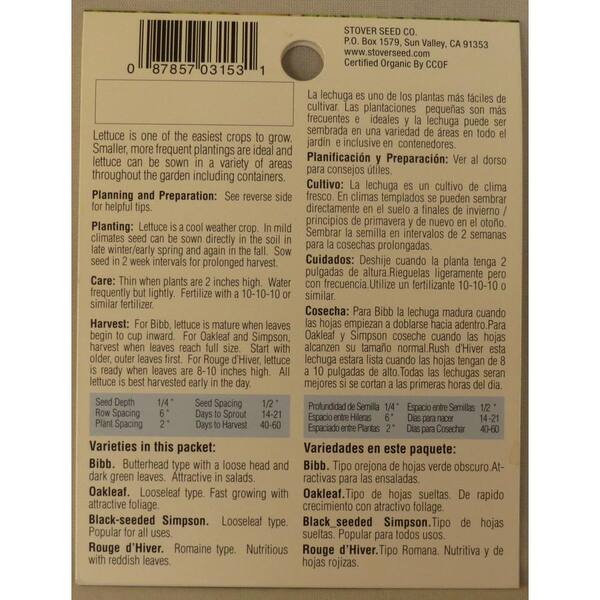 0 87857 03153 1
STOVER SEED CO.
P.O. Box 1579, Sun Valley, CA 91353
www.stoverseed.com
Certified Organic By CCOF
Lettuce is one of the easiest crops to grow.
Smaller, more frequent plantings are ideal and
lettuce can be sown in a variety of areas
throughout the garden including containers.
Planning and Preparation: See reverse side
for helpful tips.
Planting: Lettuce is a cool weather crop. In mild
climates seed can be sown directly in the soil in
late winter/early spring and again in the fall. Sow
seed in 2 week intervals for prolonged harvest.
Care: Thin when plants are 2 inches high. Water
frequently but lightly. Fertilize with a 10-10-10 or
similar fertilizer.
Harvest: For Bibb, lettuce is mature when leaves
begin to cup inward. For Oakleaf and Simpson,
harvest when leaves reach full size. Start with
older, outer leaves first. For Rouge d'Hiver, lettuce
is ready when leaves are 8-10 inches high. All
lettuce is best harvested early in the day.
Seed Depth 1/4 " Seed Spacing 1/2 "
Row Spacing 6 " Days to Sprout 14-21
Plant Spacing 2 " Days to Harvest 40-60
Varieties in this packet:
Bibb. Butterhead type with a loose head and
dark green leaves. Attractive in salads.
Oakleaf. Looseleaf type. Fast growing with
attractive foliage.
Black-seeded Simpson. Looseleaf type.
Popular for all uses.
Rouge d'Hiver. Romaine type. Nutritious
with reddish leaves.
La lechuga es uno de los plantas más fáciles de
cultivar. Las plantaciones pequeñas son más
frecuentes e ideales y la lechuga puede ser
sembrada en una variedad de áreas en todo el
jardín e inclusive en contenedores.
Planificación y Preparación: Ver al dorso
para consejos útiles.
Cultivo: La lechuga es un cultivo de clima
fresco. En climas templados se pueden sembrar
directamente en el suelo a finales de invierno /
principios de primavera y de nuevo en el otoño.
Sembrar la semilla en intervalos de 2 semanas
para la cosechas prolongadas.
Cuidados: Deshije cuando la planta tenga 2
pulgadas de altura.Rieguelas ligeramente pero
con frecuencia.Utilize un fertilizante 10-10-10 o
similar.
Cosecha: Para Bibb la lechuga madura cuando
las hojas empiezan a doblarse hacia adentro.Para
Oakleaf y Simpson coseche cuando las hojas
alcanzen su tamaño normal.Rush d'Hiver esta
lechuga estara lista cuando las hojas tengan de 8
a 10 pulgadas de alto.Todas las lechugas seran
mejores si se cortan a las primeras horas del dia.
Profundidad de Semilla 1/4 " Espacio entre Semillas 1/2 "
Espacio entre Hileras 6 " Dias para nacer 14 -21
Espaciado entre Plantas 2 " Dias para Cosechar 40-60
Variedades en este paquete:
Bibb. Tipo orejona de hojas verde obscuro.At-
ractivas para las ensaladas.
Oakleaf.Tipo de hojas sueltas. De rapido
crecimiento con atractivo follaje.
Black_seeded Simpson.Tipo de hojas
sueltas. Popular para todos usos.
Rouge d'Hiver.Tipo Romana. Nutritiva y de
hojas rojizas.